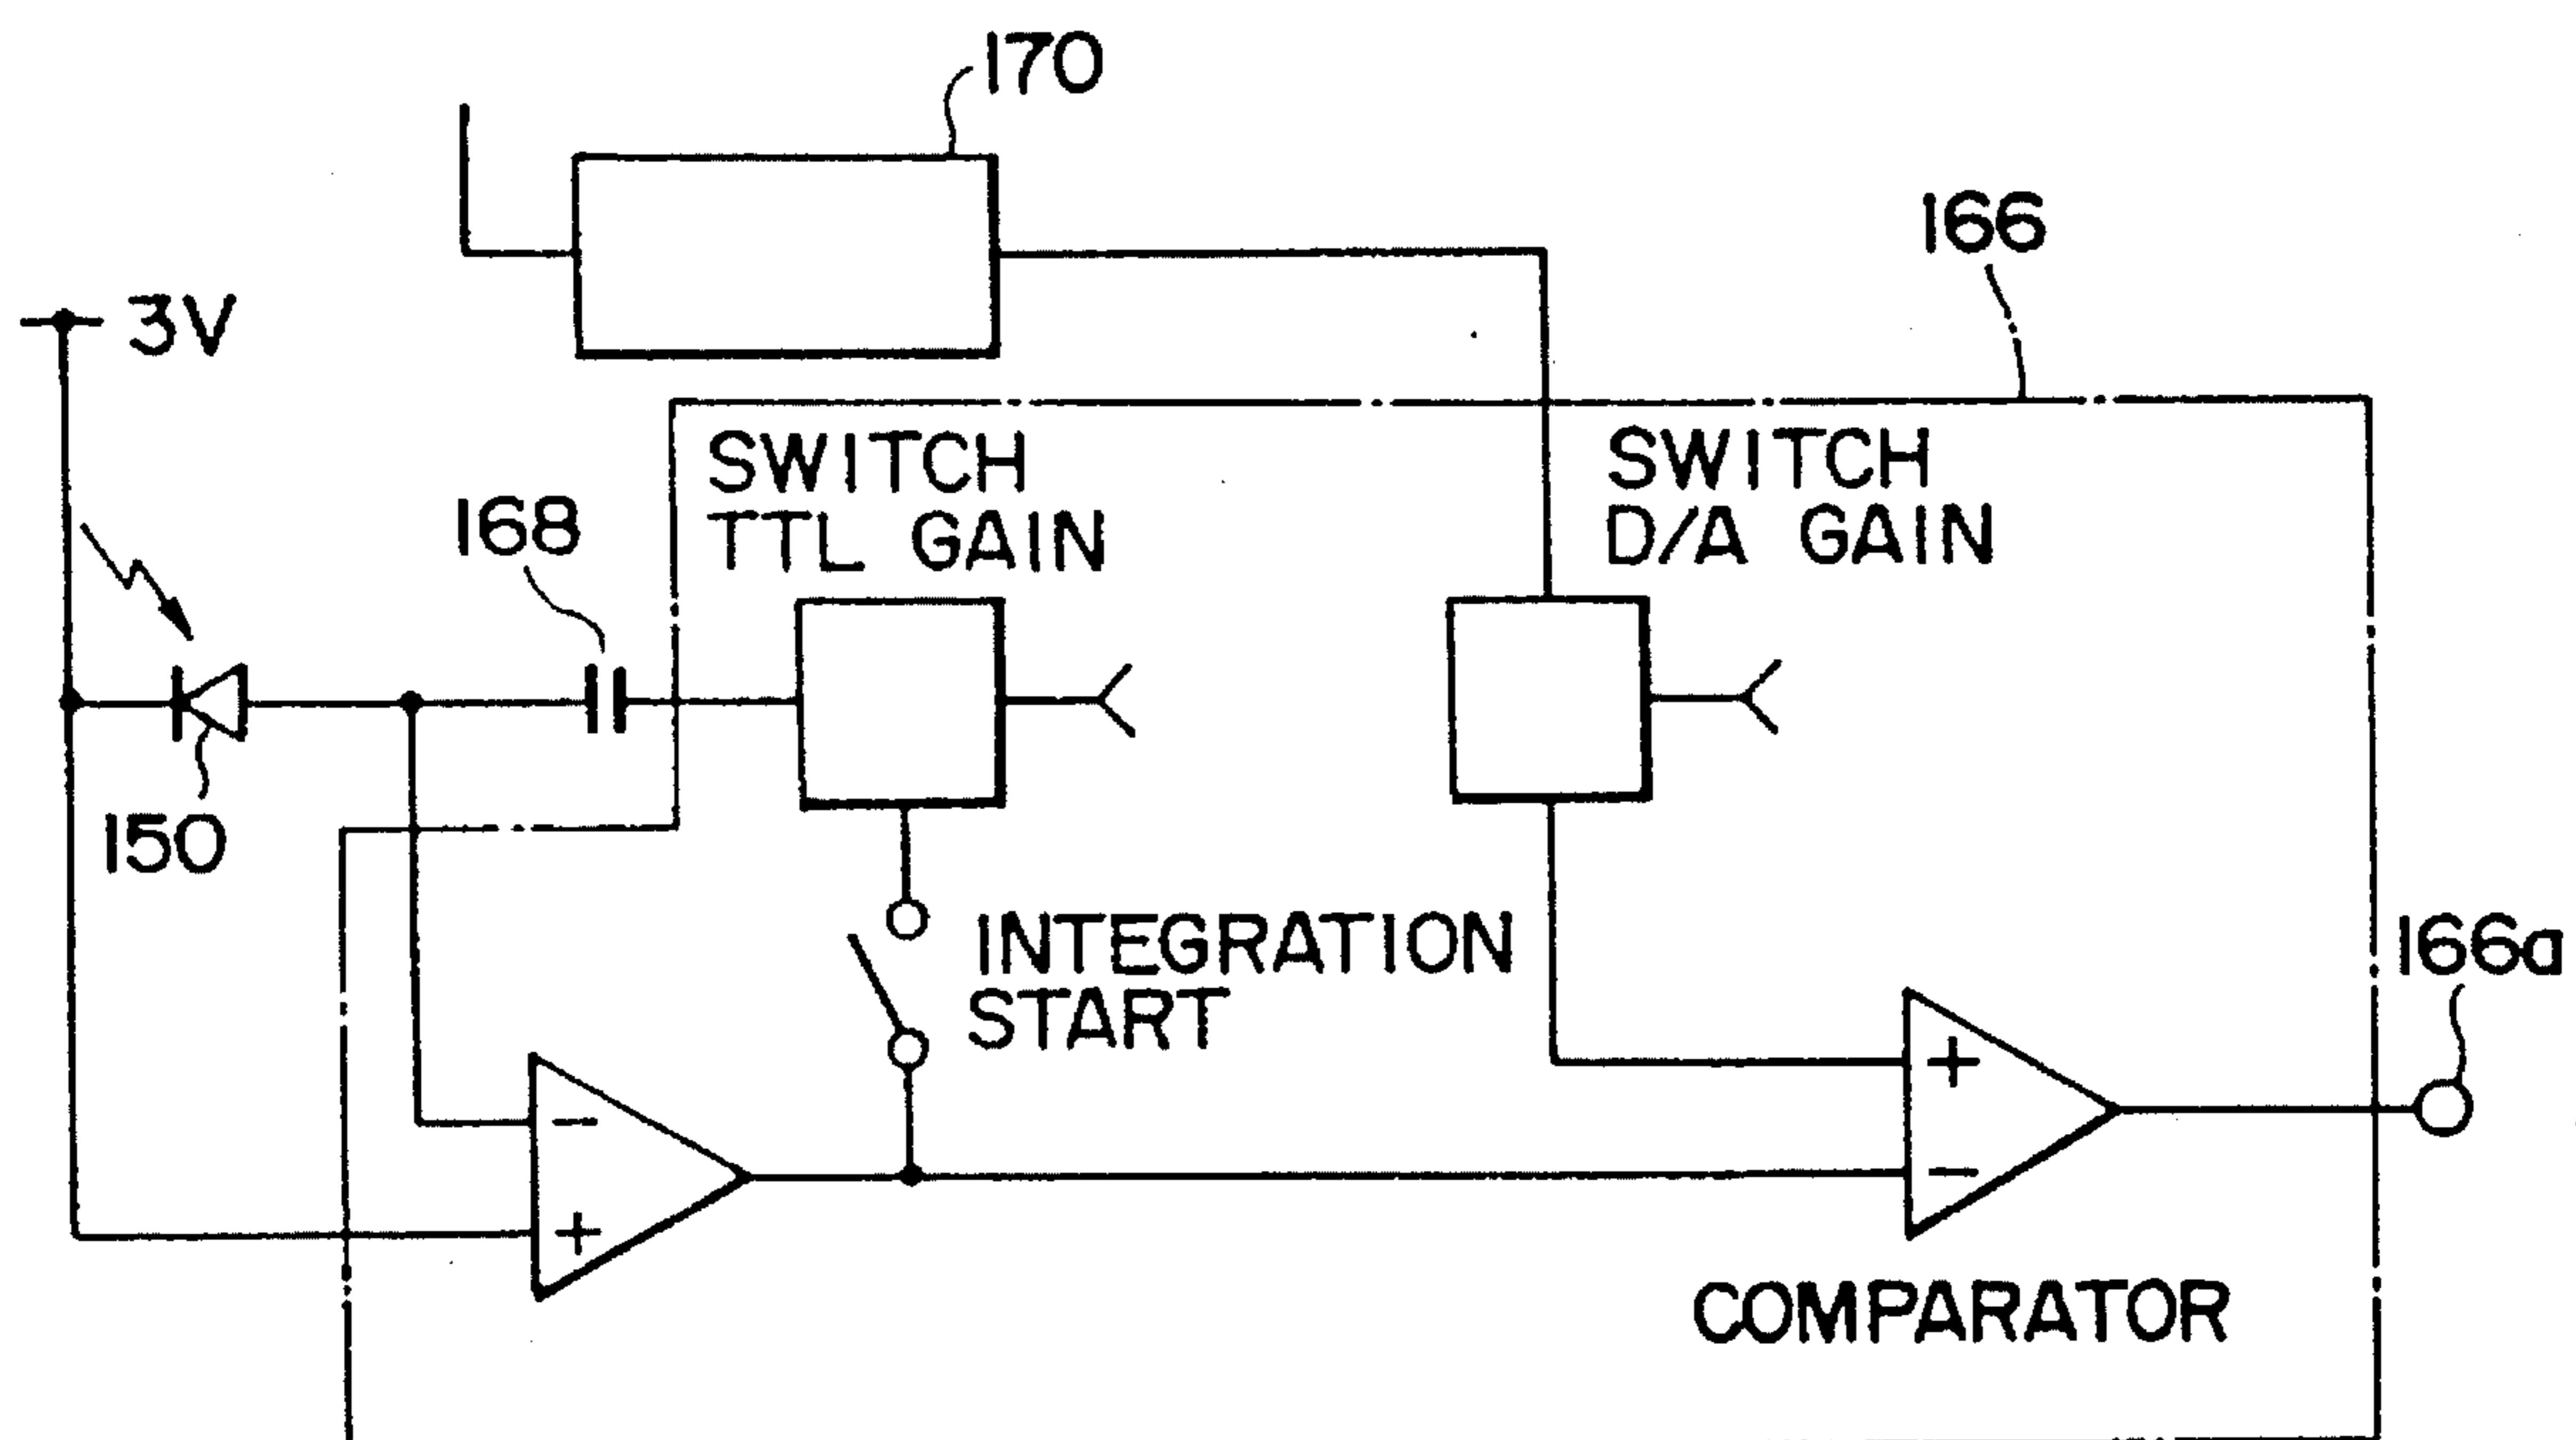 170
166
3V
SWITCH
TTL GAIN
SWITCH
D/A GAIN
168
150
INTEGRATION
START
166a
+
−
−
+
COMPARATOR